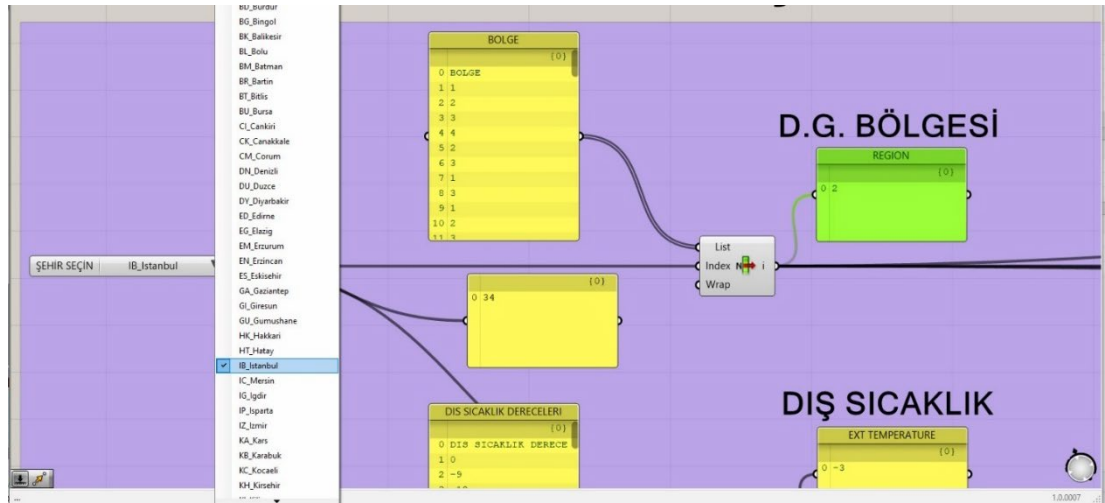 BD_Burdur
BG_Bingol
BK_Balikesir
BL_Bolu
BM_Batman
BR_Bartin
BT_Bitlis
BU_Bursa
CI_Cankiri
CK_Canakkale
CM_Corum
DN_Denizli
DU_Duzce
DY_Diyarbakir
ED_Edirne
EG_Elazig
EM_Erzurum
EN_Erzincan
ES_Eskisehir
GA_Gaziantep
GI_Giresun
GU_Gumushane
HK_Hakkari
HT_Hatay
IB_Istanbul
IC_Mersin
IG_Igdir
IP_Isparta
IZ_Izmir
KA_Kars
KB_Karabuk
KC_Kocaeli
KH_Kirsehir
ŞEHİR SEÇİN IB_Istanbul
BOLGE
{0}
0 BOLGE
1 1
2 2
3 3
4 4
5 2
6 3
7 1
8 3
9 1
10 2
11 3
{0}
0 34
DIS SICAKLIK DERECELERI
{0}
0 DIS SICAKLIK DERECE
1 0
2 -9
List
Index
Wrap
i
D.G. BÖLGESİ
REGION
{0}
0 2
DIŞ SICAKLIK
EXT TEMPERATURE
{0}
0 -3
...
1.0.0007